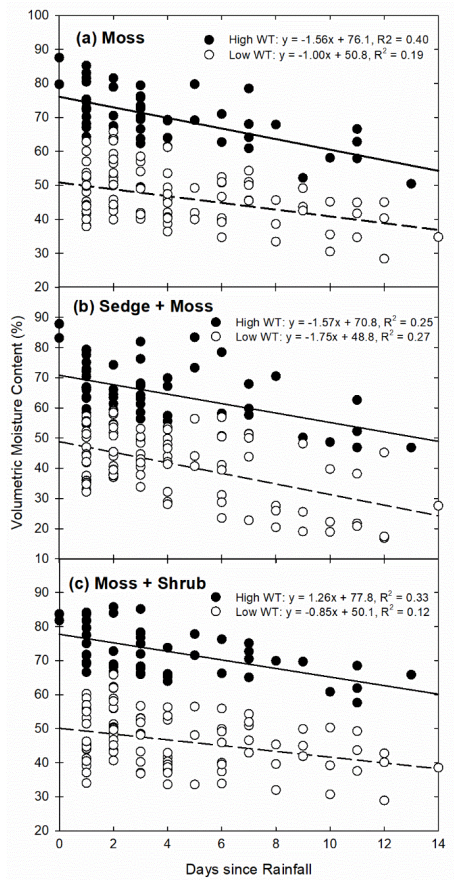 100
(a) Moss
High WT: y = -1.56x + 76.1, R2 = 0.40
Low WT: y = -1.00x + 50.8, R² = 0.19
90
80
70
60
50
40
30
20
(b) Sedge + Moss
High WT: y = -1.57x + 70.8, R² = 0.25
Low WT: y = -1.75x + 48.8, R² = 0.27
90
80
70
60
50
40
30
20
10
Volumetric Moisture Content (%)
(c) Moss + Shrub
High WT: y = 1.26x + 77.8, R² = 0.33
Low WT: y = -0.85x + 50.1, R² = 0.12
90
80
70
60
50
40
30
20
0 2 4 6 8 10 12 14
Days since Rainfall